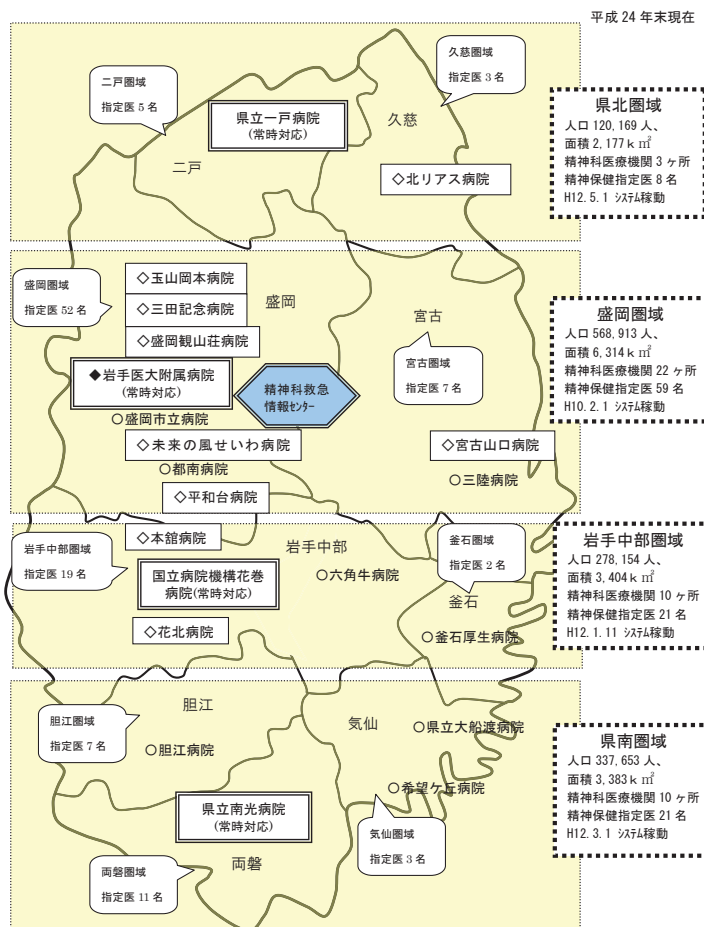 平成 24 年末現在
二戸圏域
指定医 5 名
久慈圏域
指定医 3 名
県立一戸病院
(常時対応)
久慈
二戸
◇北リアス病院
県北圏域
人口 120,169 人、
面積 2,177ｋ㎡
精神科医療機関 3 ヶ所
精神保健指定医 8 名
H12.5.1 システム稼動
盛岡圏域
指定医 52 名
◇玉山岡本病院
◇三田記念病院
◇盛岡観山荘病院
盛岡
宮古
宮古圏域
指定医 7 名
◆岩手医大附属病院
(常時対応)
精神科救急
情報センター
○盛岡市立病院
◇未来の風せいわ病院
○都南病院
◇平和台病院
◇宮古山口病院
○三陸病院
盛岡圏域
人口 568,913 人、
面積 6,314ｋ㎡
精神科医療機関 22 ヶ所
精神保健指定医 59 名
H10.2.1 システム稼動
岩手中部圏域
指定医 19 名
◇本舘病院
岩手中部
国立病院機構花巻
病院(常時対応)
○六角牛病院
◇花北病院
釜石圏域
指定医 2 名
釜石
○釜石厚生病院
岩手中部圏域
人口 278,154 人、
面積 3,404ｋ㎡
精神科医療機関 10 ヶ所
精神保健指定医 21 名
H12.1.11 システム稼動
胆江圏域
指定医 7 名
胆江
○胆江病院
気仙
○県立大船渡病院
○希望ケ丘病院
県立南光病院
(常時対応)
気仙圏域
指定医 3 名
両磐
両磐圏域
指定医 11 名
県南圏域
人口 337,653 人、
面積 3,383ｋ㎡
精神科医療機関 10 ヶ所
精神保健指定医 21 名
H12.3.1 システム稼動